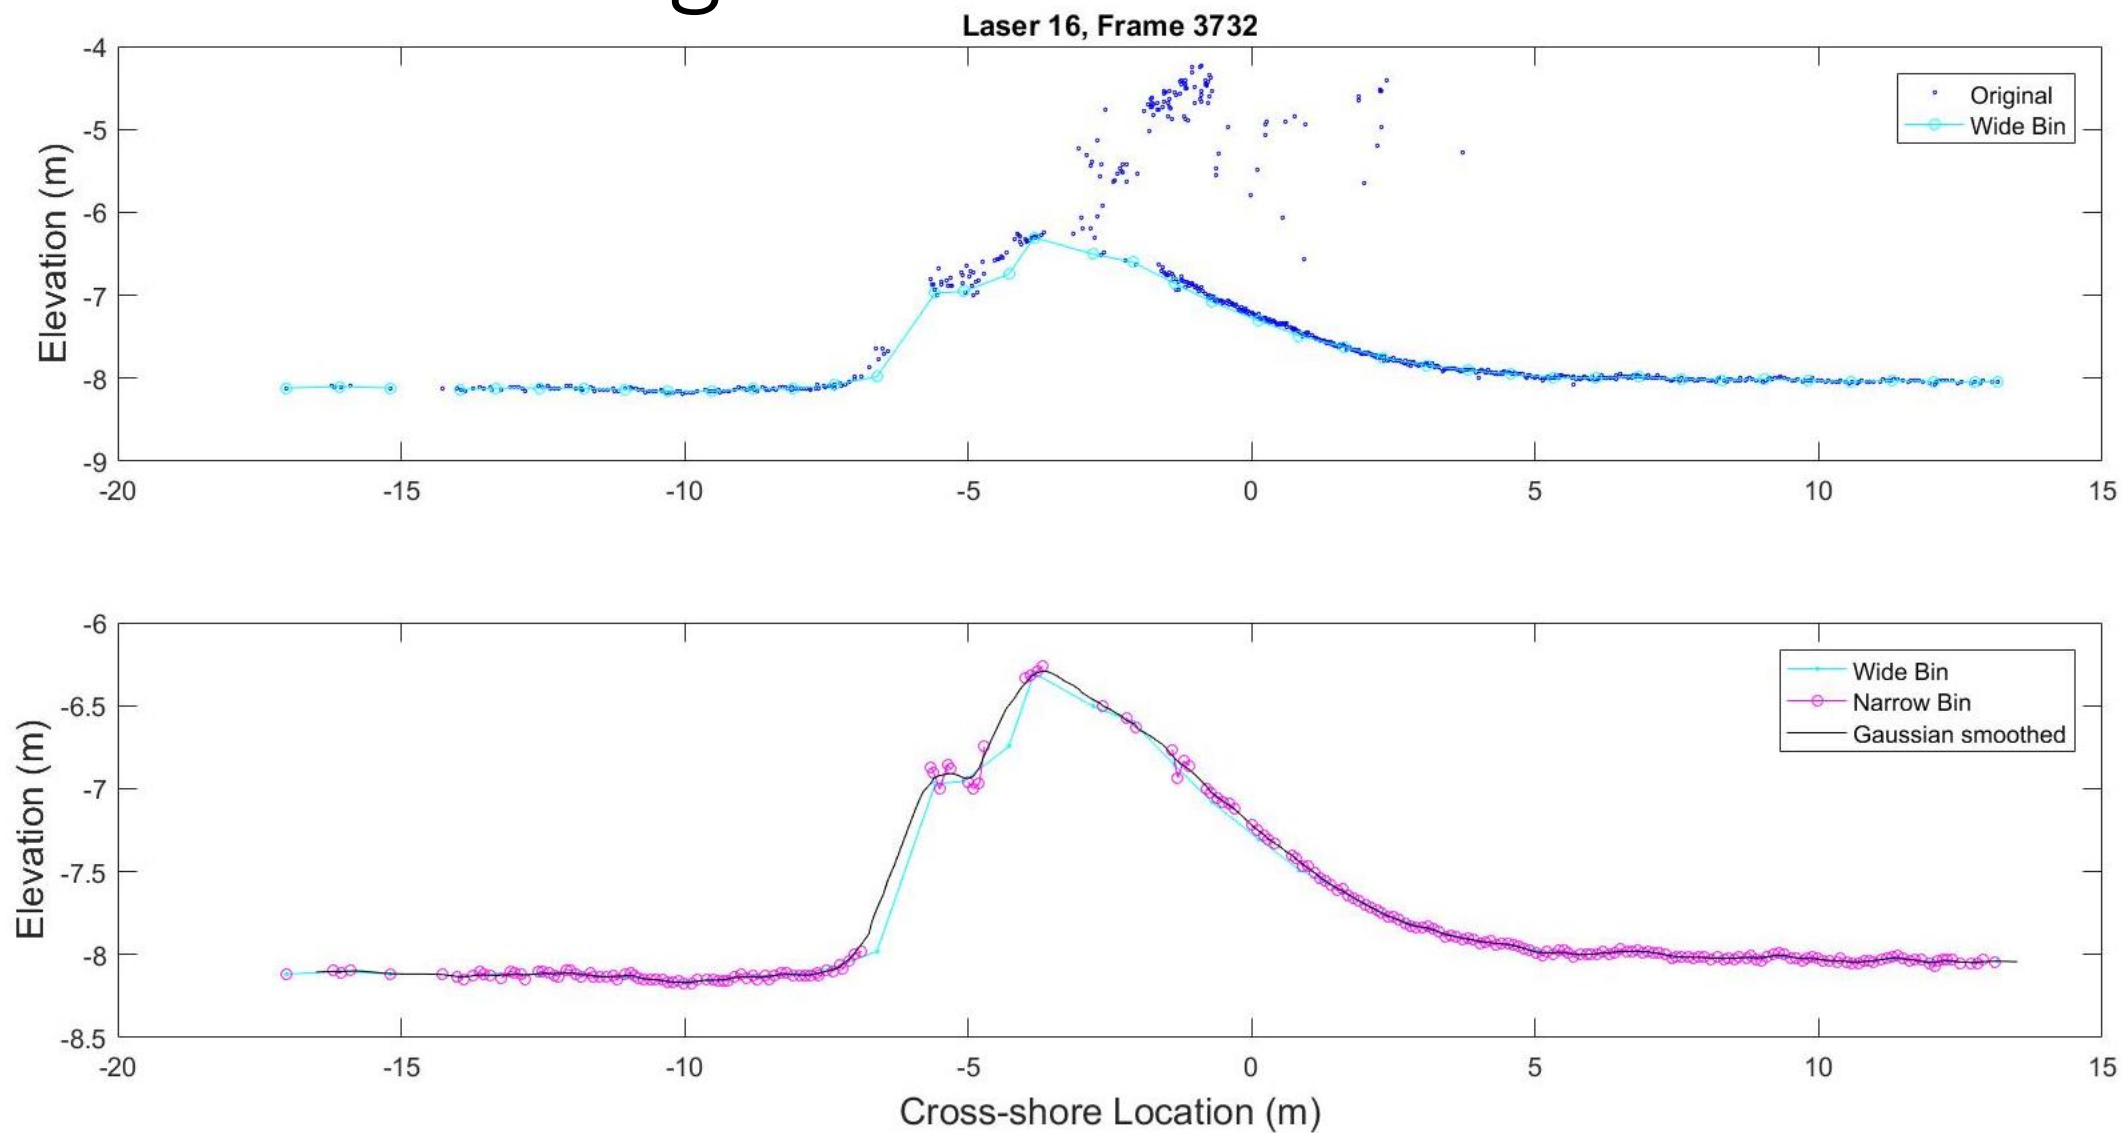 Laser 16, Frame 3732
-4
-5
-6
-7
-8
-9
Elevation (m)
-20 -15 -10 -5 0 5 10 15
Original
Wide Bin
-6
-6.5
-7
-7.5
-8
-8.5
Elevation (m)
-20 -15 -10 -5 0 5 10 15
Cross-shore Location (m)
Wide Bin
Narrow Bin
Gaussian smoothed